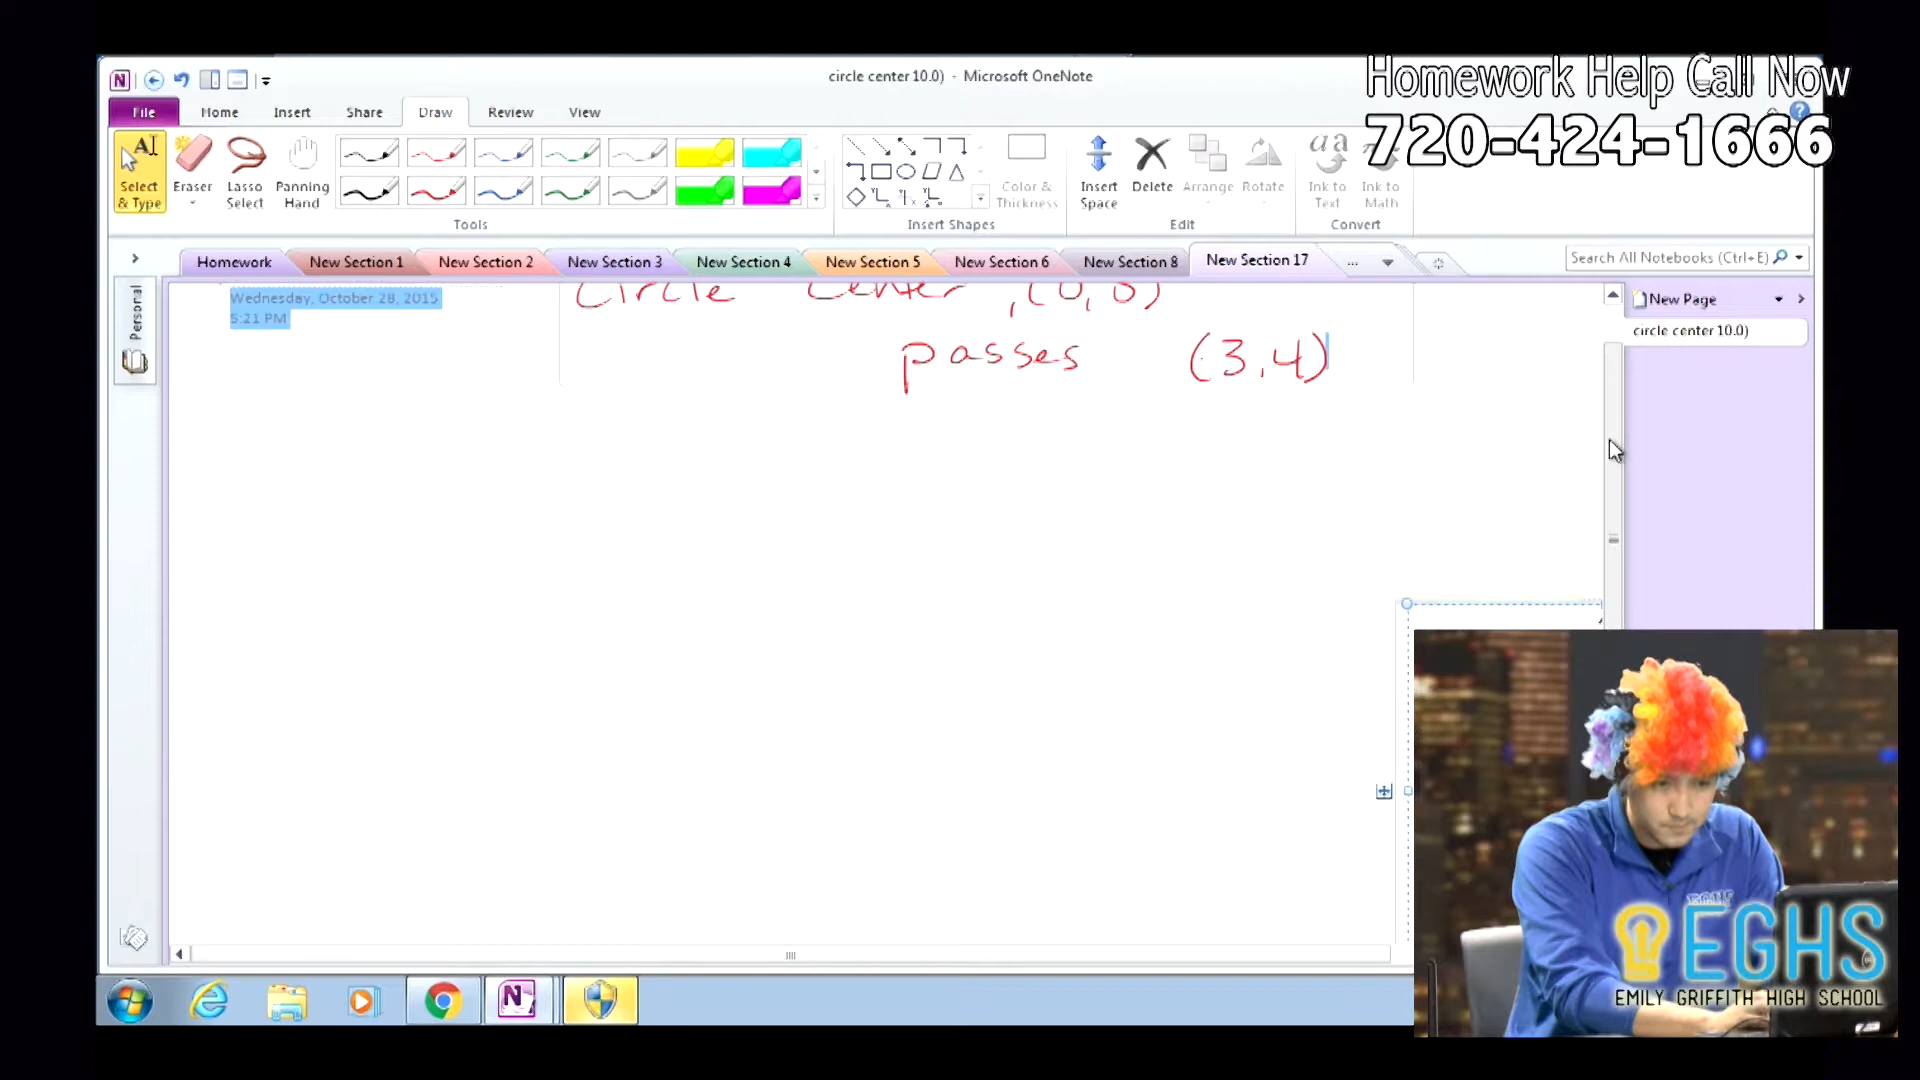 circle center 10.0) - Microsoft OneNote
Homework Help Call Now
720-424-1666
File Home Insert Share Draw Review View
Select & Type
Eraser
Lasso Select
Panning Hand
Color & Thickness
Insert Space
Delete
Arrange
Rotate
Ink to Text
Ink to Math
Tools
Insert Shapes
Edit
Convert
Homework New Section 1 New Section 2 New Section 3 New Section 4 New Section 5 New Section 6 New Section 8 New Section 17 ...
Search All Notebooks (Ctrl+E)
Personal
New Page
circle center 10.0)
Wednesday, October 28, 2015
5:21 PM
Circle Center, (0,0)
passes (3,4)
EGHS
EMILY GRIFFITH HIGH SCHOOL